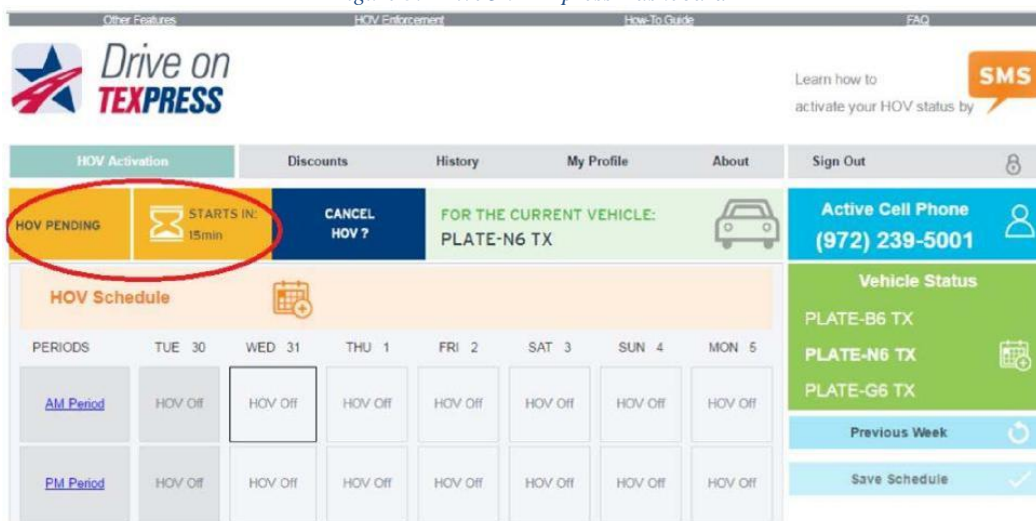 Other Features HOV Enforcement How-To Guide FAQ
Drive on
TEXPRESS
Learn how to
activate your HOV status by
SMS
HOV Activation Discounts History My Profile About Sign Out
HOV PENDING
STARTS IN:
15min
CANCEL
HOV ?
FOR THE CURRENT VEHICLE:
PLATE-N6 TX
Active Cell Phone
(972) 239-5001
HOV Schedule
Vehicle Status
PLATE-B6 TX
PLATE-N6 TX
PLATE-G6 TX
PERIODS TUE 30 WED 31 THU 1 FRI 2 SAT 3 SUN 4 MON 5
AM Period HOV Off HOV Off HOV Off HOV Off HOV Off HOV Off HOV Off
Previous Week
PM Period HOV Off HOV Off HOV Off HOV Off HOV Off HOV Off HOV Off
Save Schedule